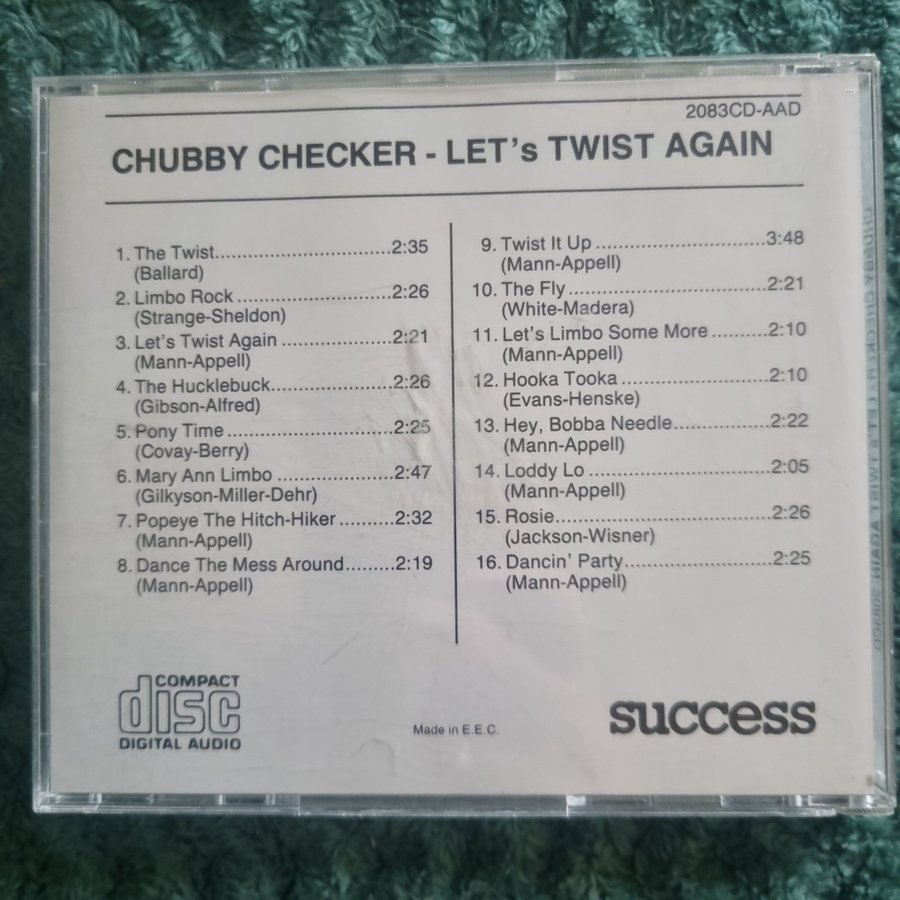 2083CD-AAD
CHUBBY CHECKER - LET's TWIST AGAIN
1. The Twist..............................2:35
(Ballard)
2. Limbo Rock..........................2:26
(Strange-Sheldon)
3. Let's Twist Again ...................2:21
(Mann-Appell)
4. The Hucklebuck.....................2:26
(Gibson-Alfred)
5. Pony Time ............................2:25
(Covay-Berry)
6. Mary Ann Limbo ....................2:47
(Gilkyson-Miller-Dehr)
7. Popeye The Hitch-Hiker ..........2:32
(Mann-Appell)
8. Dance The Mess Around.........2:19
(Mann-Appell)
9. Twist It Up .............................3:48
(Mann-Appell)
10. The Fly..................................2:21
(White-Madera)
11. Let's Limbo Some More ..........2:10
(Mann-Appell)
12. Hooka Tooka .........................2:10
(Evans-Henske)
13. Hey, Bobba Needle.................2:22
(Mann-Appell)
14. Loddy Lo ...............................2:05
(Mann-Appell)
15. Rosie.....................................2:26
(Jackson-Wisner)
16. Dancin' Party.........................2:25
(Mann-Appell)
COMPACT
disc
DIGITAL AUDIO
Made in E.E.C.
success
CHUBBY CHECKER - LET's TWIST AGAIN 2083CD